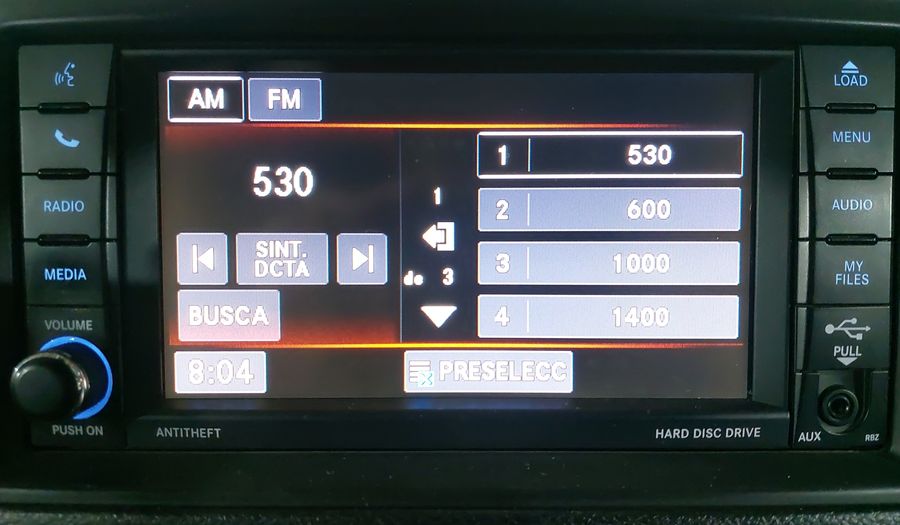 LOAD
MENU
RADIO
AUDIO
MEDIA
MY
FILES
VOLUME
PUSH ON
PULL
AUX
RBZ
ANTITHEFT
HARD DISC DRIVE
AM FM
530
SINT.
DCTA
BUSCA
8:04
1
de 3
1 530
2 600
3 1000
4 1400
PRESELECC